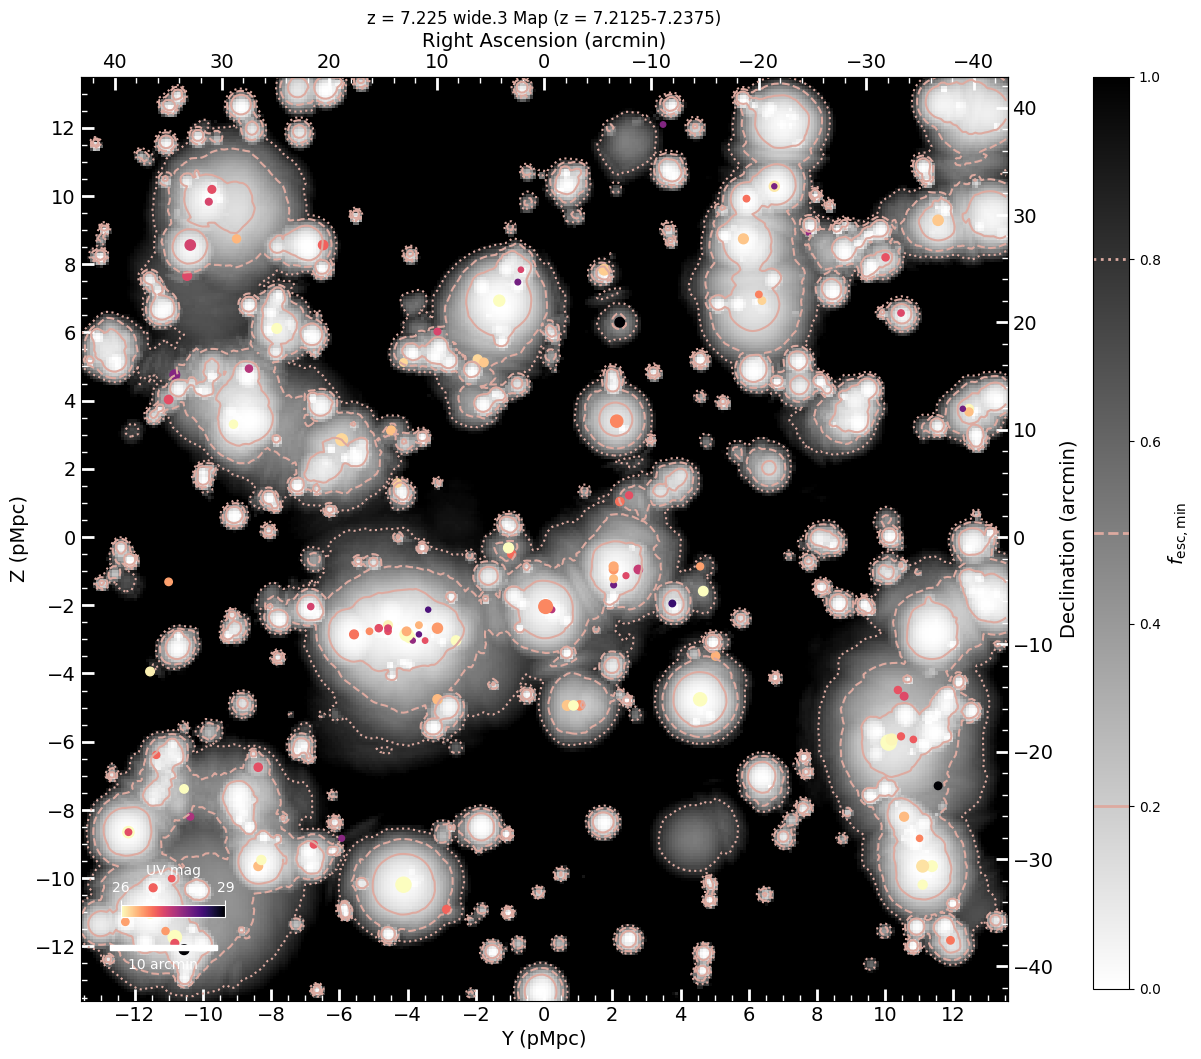 z = 7.225 wide.3 Map (z = 7.2125-7.2375)
Right Ascension (arcmin)
40 30 20 10 0 −10 −20 −30 −40
12 10 8 6 4 2 0 −2 −4 −6 −8 −10 −12
Z (pMpc)
40 30 20 10 0 −10 −20 −30 −40
Declination (arcmin)
UV mag
26 29
10 arcmin
−12 −10 −8 −6 −4 −2 0 2 4 6 8 10 12
Y (pMpc)
1.0 0.8 0.6 0.4 0.2 0.0
fesc,min